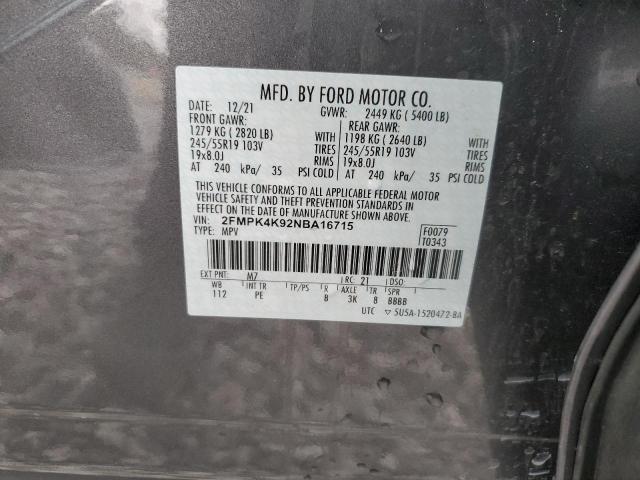 MFD. BY FORD MOTOR CO.
DATE: 12/21 GVWR: 2449 KG ( 5400 LB)
FRONT GAWR: REAR GAWR:
1279 KG ( 2820 LB) WITH 1198 KG ( 2640 LB) WITH
245/55R19 103V TIRES 245/55R19 103V TIRES
19x8.0J RIMS 19x8.0J RIMS
AT 240 kPa/ 35 PSI COLD AT 240 kPa/ 35 PSI COLD
THIS VEHICLE CONFORMS TO ALL APPLICABLE FEDERAL MOTOR
VEHICLE SAFETY AND THEFT PREVENTION STANDARDS IN
EFFECT ON THE DATE OF MANUFACTURE SHOWN ABOVE.
VIN: 2FMPK4K92NBA16715 F0079
TYPE: MPV T0343
EXT PNT: M7 RC: 21 DSO:
WB INT TR TP/PS R AXLE TR SPR
112 PE B 3K 8 BBBB
UTC ▽ 5U5A-1520472-BA